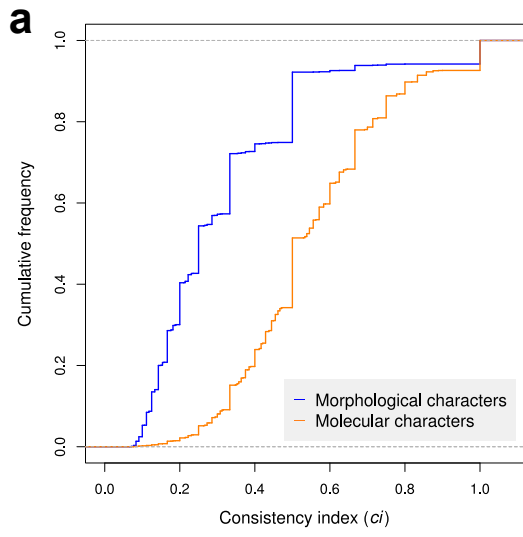 a
Cumulative frequency
1.0
0.8
0.6
0.4
0.2
0.0
Morphological characters
Molecular characters
0.0 0.2 0.4 0.6 0.8 1.0
Consistency index (ci)